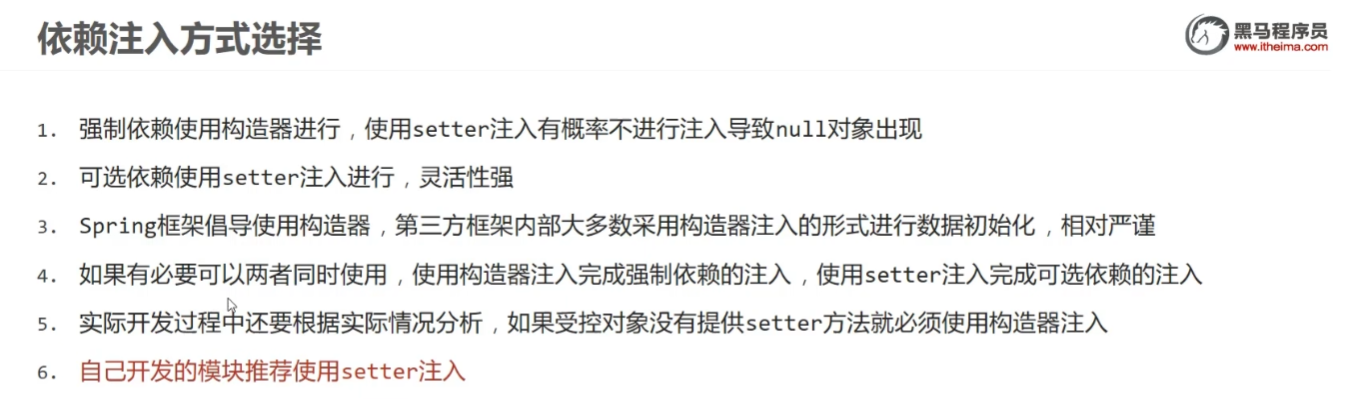 依赖注入方式选择
黑马程序员
www.itheima.com
1. 强制依赖使用构造器进行，使用setter注入有概率不进行注入导致null对象出现
2. 可选依赖使用setter注入进行，灵活性强
3. Spring框架倡导使用构造器，第三方框架内部大多数采用构造器注入的形式进行数据初始化，相对严谨
4. 如果有必要可以两者同时使用，使用构造器注入完成强制依赖的注入，使用setter注入完成可选依赖的注入
5. 实际开发过程中还要根据实际情况分析，如果受控对象没有提供setter方法就必须使用构造器注入
6. 自己开发的模块推荐使用setter注入